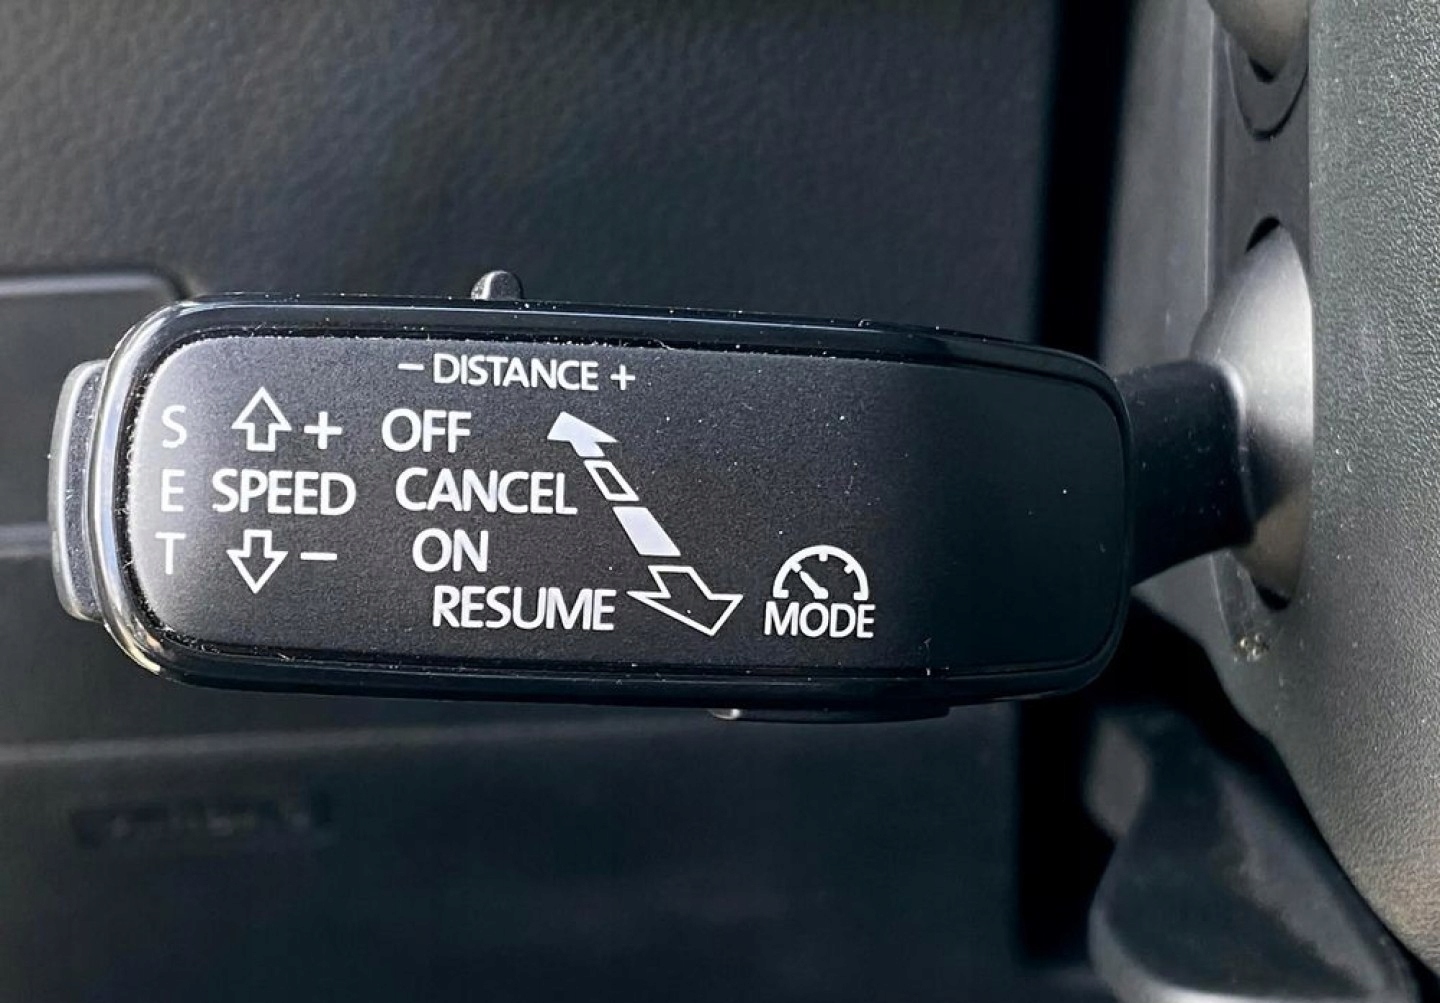 − DISTANCE +
S + OFF
E SPEED CANCEL
T − ON
RESUME
MODE